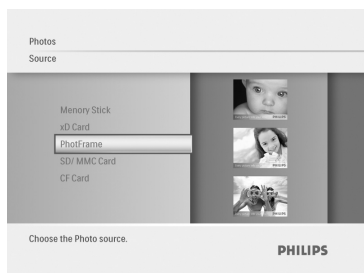 Photos
Source
Menory Stick
xD Card
PhotFrame
SD/ MMC Card
CF Card
Choose the Photo source.
PHILIPS